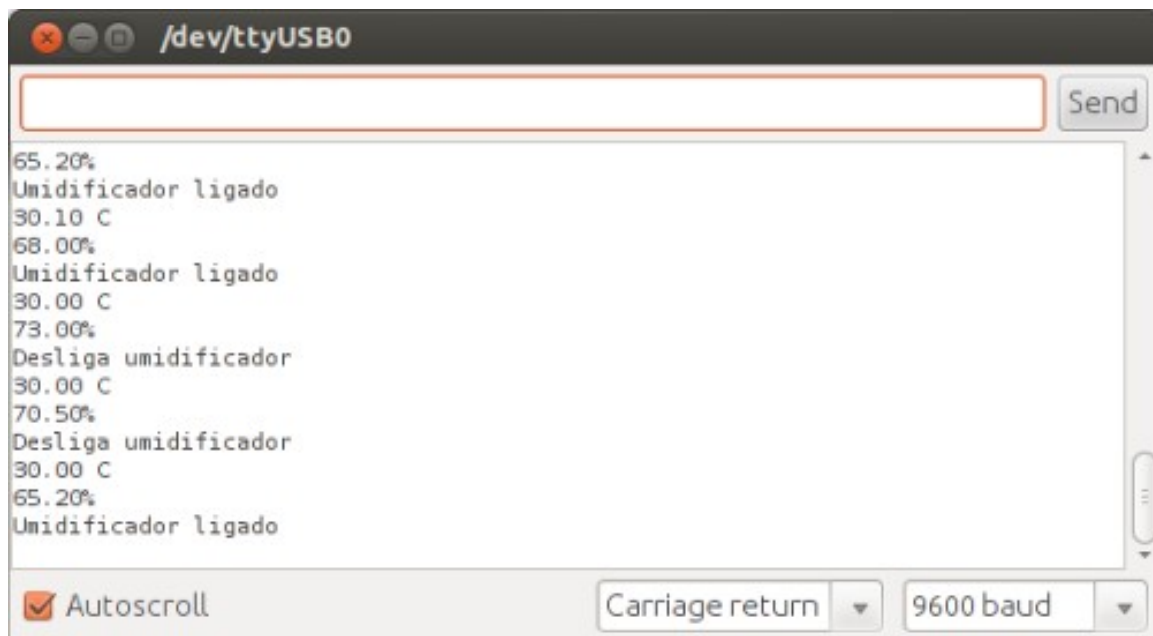 /dev/ttyUSB0
Send
65.20%
Umidificador ligado
30.10 C
68.00%
Umidificador ligado
30.00 C
73.00%
Desliga umidificador
30.00 C
70.50%
Desliga umidificador
30.00 C
65.20%
Umidificador ligado
Autoscroll
Carriage return
9600 baud